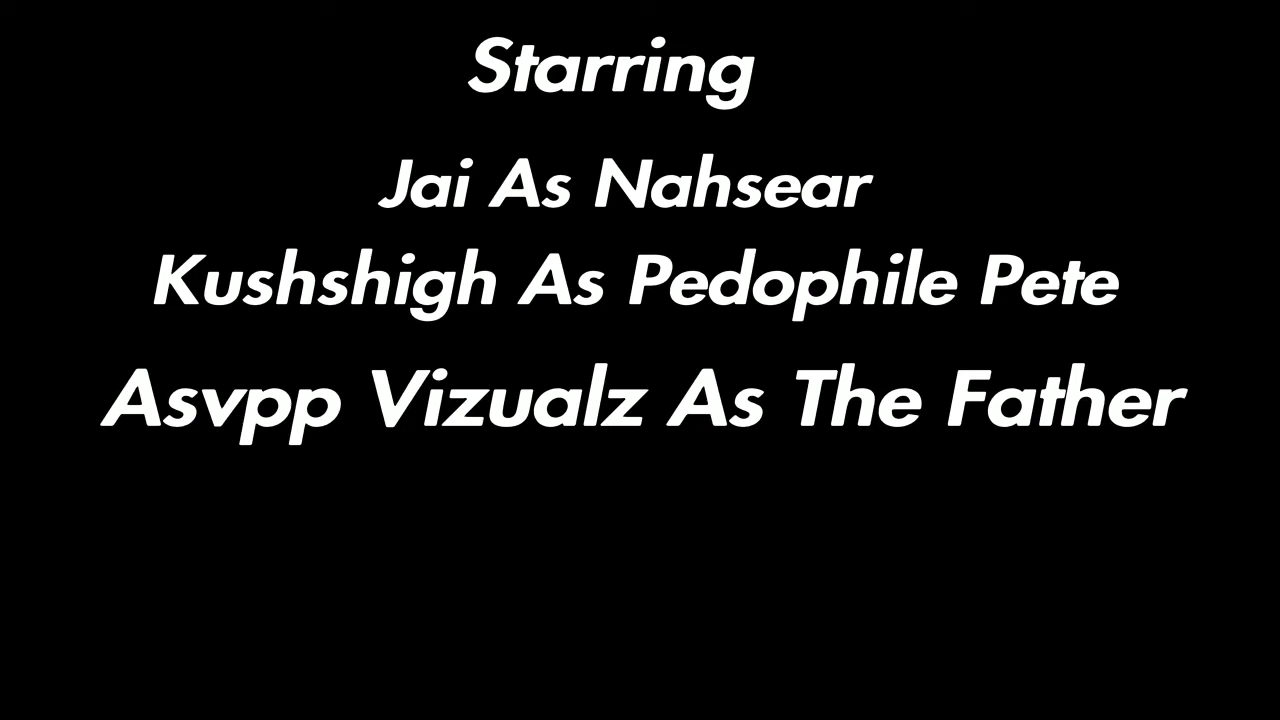 Starring
Jai As Nahsear
Kushshigh As Pedophile Pete
Asvpp Vizualz As The Father